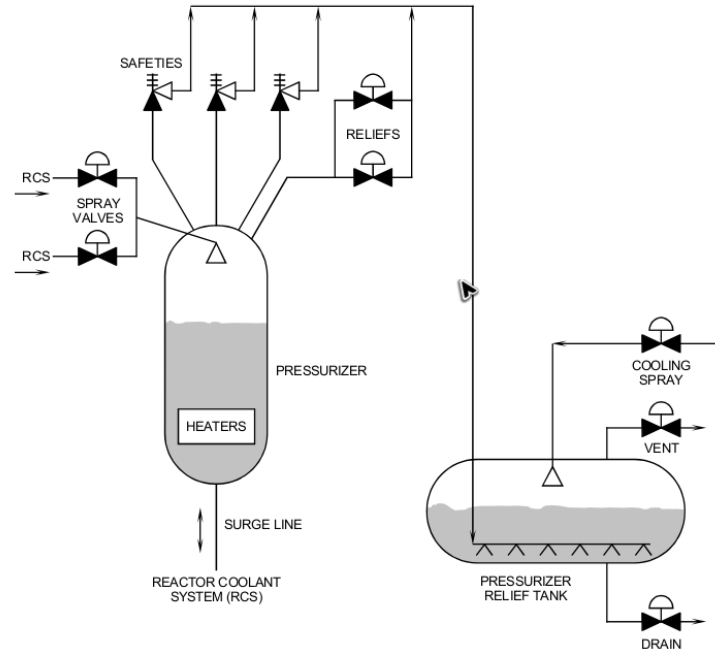 SAFETIES
RELIEFS
RCS
SPRAY
VALVES
RCS
PRESSURIZER
HEATERS
SURGE LINE
REACTOR COOLANT
SYSTEM (RCS)
COOLING
SPRAY
VENT
PRESSURIZER
RELIEF TANK
DRAIN